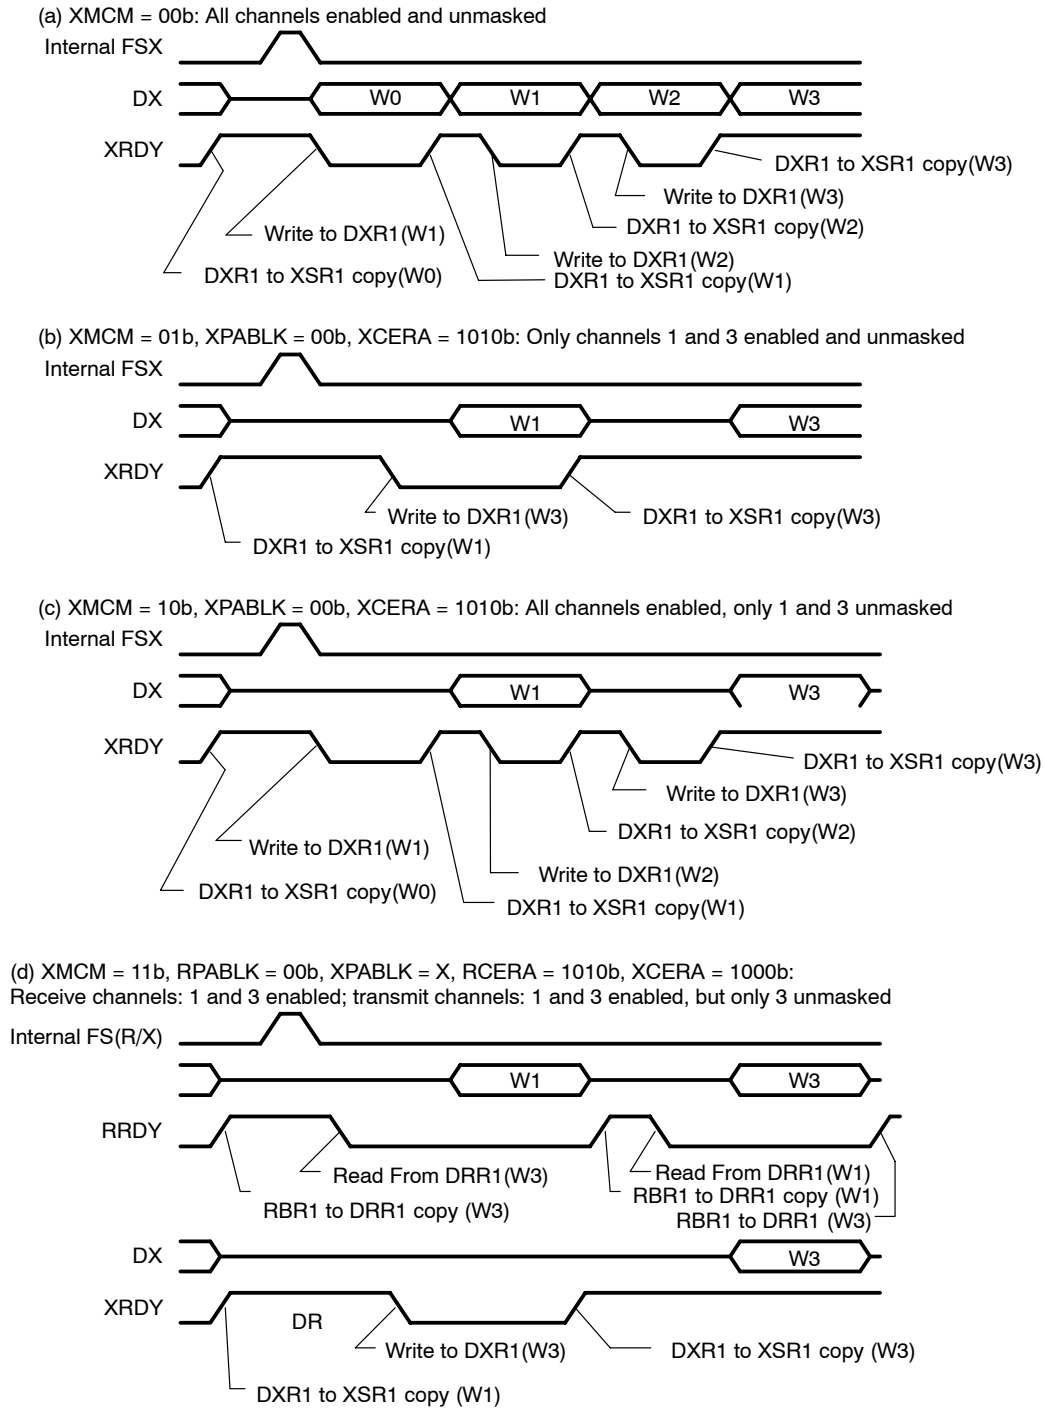 (a) XMCM = 00b: All channels enabled and unmasked
Internal FSX
DX W0 W1 W2 W3
XRDY
DXR1 to XSR1 copy(W3)
Write to DXR1(W3)
DXR1 to XSR1 copy(W2)
Write to DXR1(W1)
Write to DXR1(W2)
DXR1 to XSR1 copy(W0)
DXR1 to XSR1 copy(W1)
(b) XMCM = 01b, XPABLK = 00b, XCERA = 1010b: Only channels 1 and 3 enabled and unmasked
Internal FSX
DX W1 W3
XRDY
Write to DXR1(W3)
DXR1 to XSR1 copy(W3)
DXR1 to XSR1 copy(W1)
(c) XMCM = 10b, XPABLK = 00b, XCERA = 1010b: All channels enabled, only 1 and 3 unmasked
Internal FSX
DX W1 W3
XRDY
DXR1 to XSR1 copy(W3)
Write to DXR1(W3)
DXR1 to XSR1 copy(W2)
Write to DXR1(W1)
Write to DXR1(W2)
DXR1 to XSR1 copy(W0)
DXR1 to XSR1 copy(W1)
(d) XMCM = 11b, RPABLK = 00b, XPABLK = X, RCERA = 1010b, XCERA = 1000b:
Receive channels: 1 and 3 enabled; transmit channels: 1 and 3 enabled, but only 3 unmasked
Internal FS(R/X)
W1 W3
RRDY
Read From DRR1(W3)
Read From DRR1(W1)
RBR1 to DRR1 copy (W1)
RBR1 to DRR1 copy (W3)
RBR1 to DRR1 (W3)
DX W3
XRDY
DR
Write to DXR1(W3)
DXR1 to XSR1 copy (W3)
DXR1 to XSR1 copy (W1)